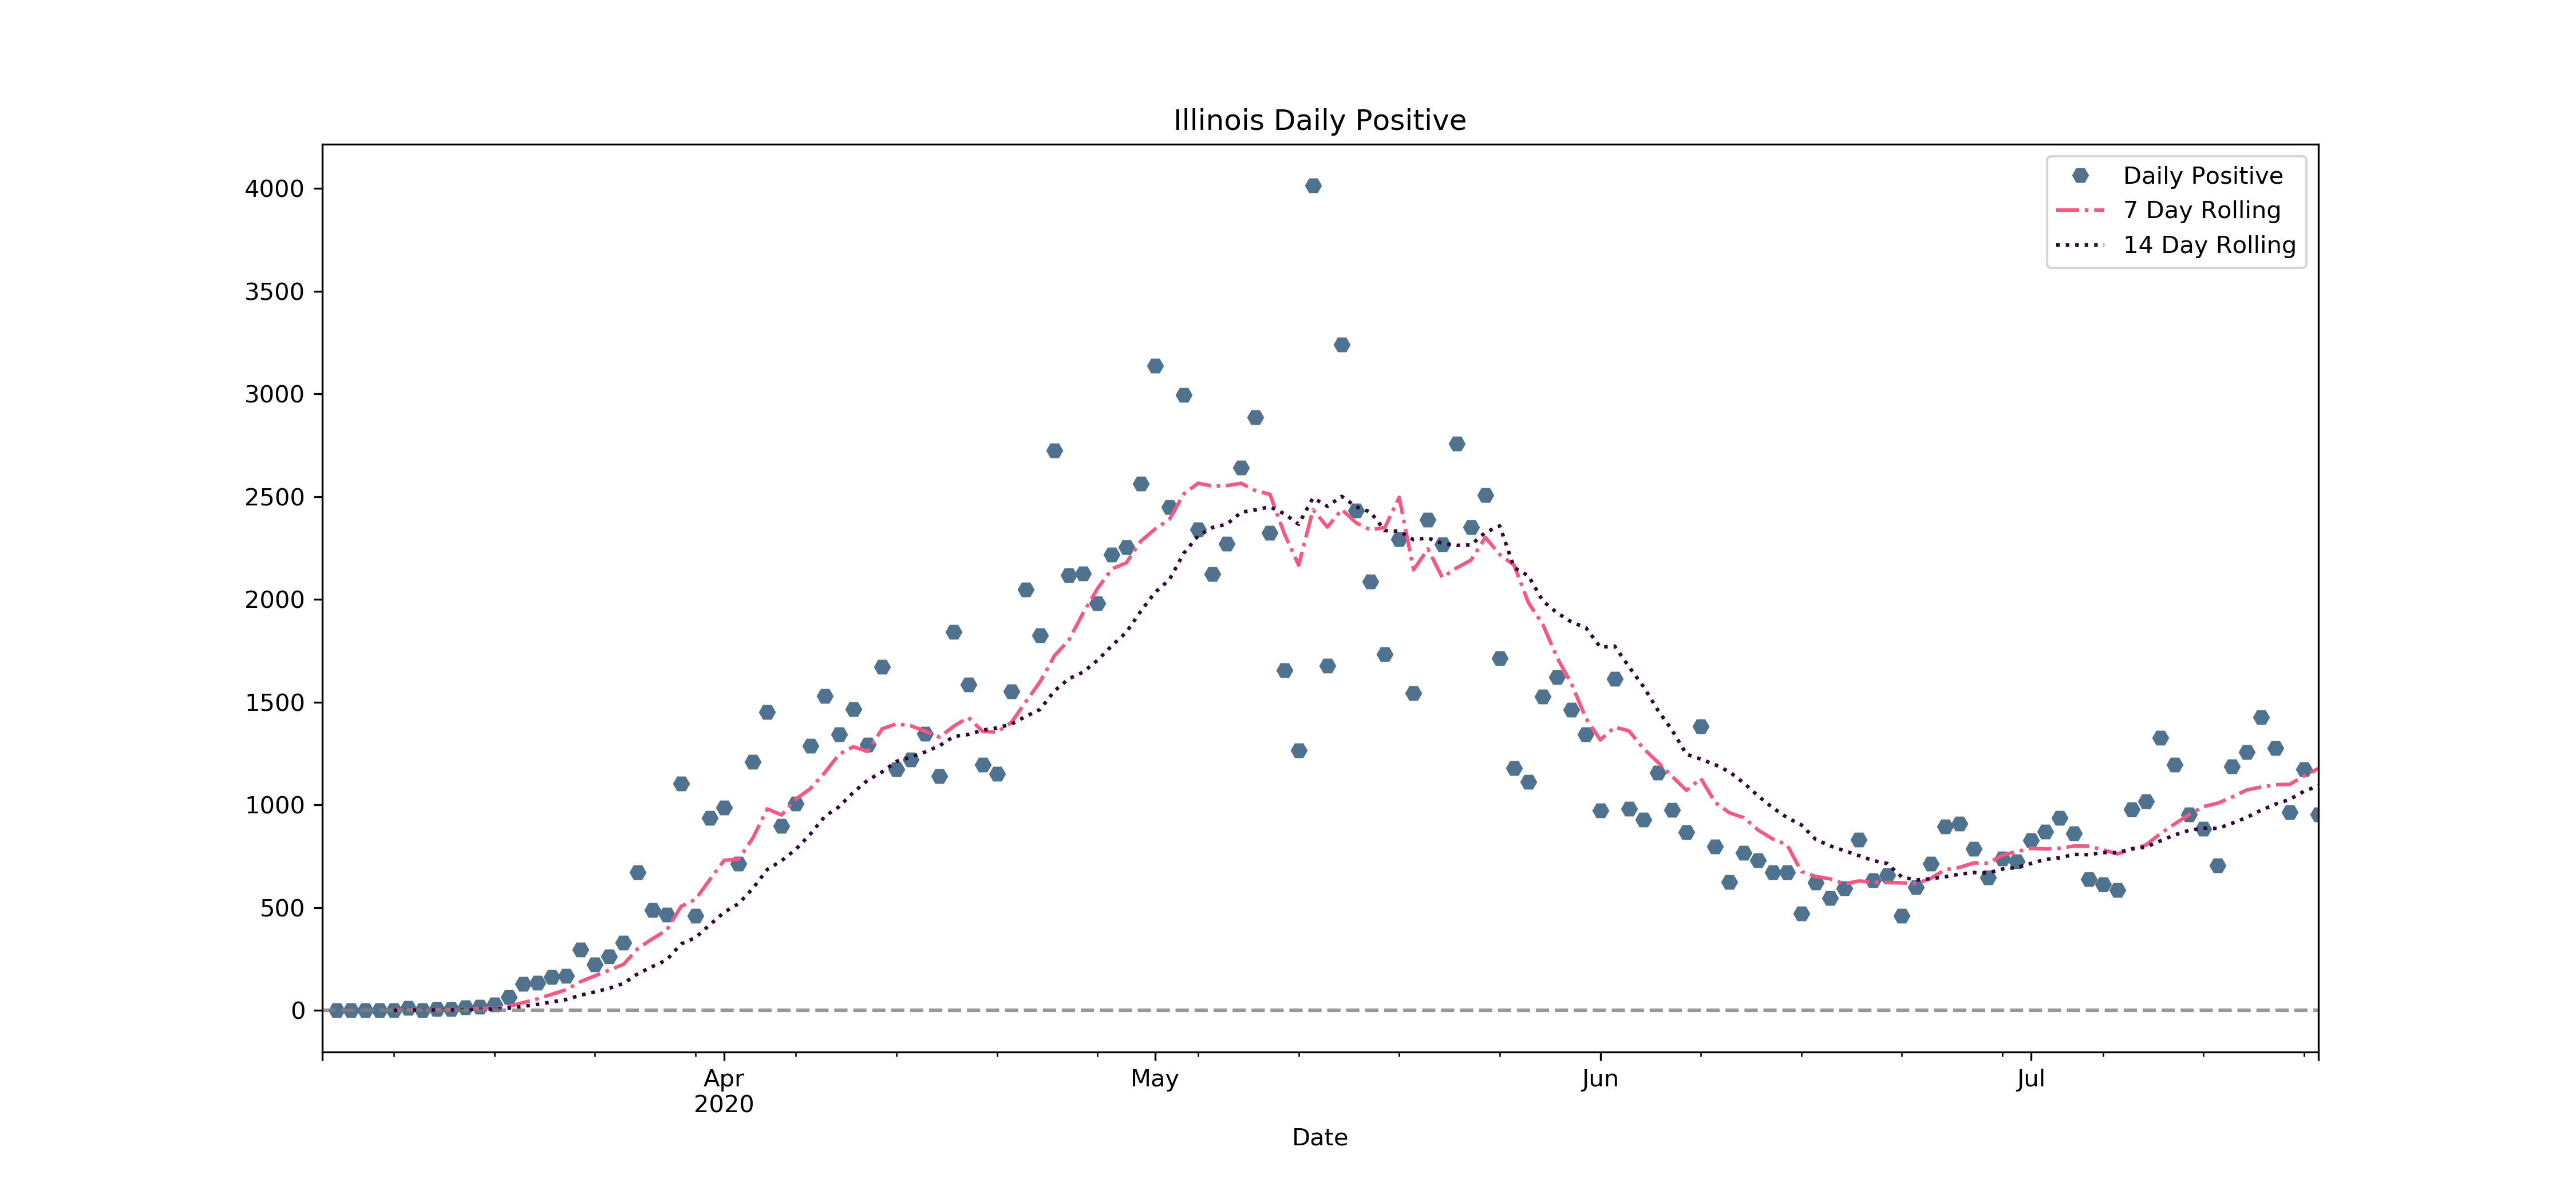 Illinois Daily Positive
Daily Positive
7 Day Rolling
14 Day Rolling
4000
3500
3000
2500
2000
1500
1000
500
0
Apr
2020
May
Jun
Jul
Date